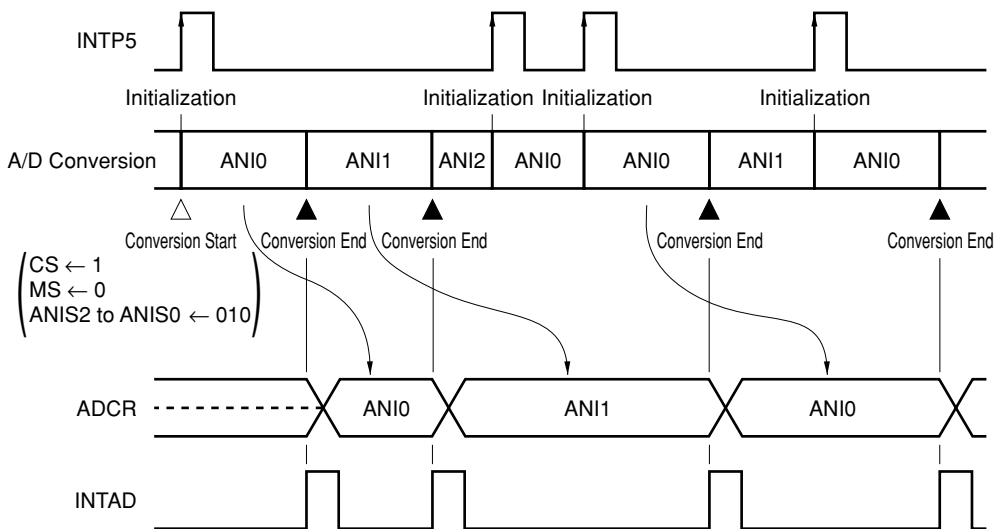 INTP5
Initialization Initialization Initialization Initialization
A/D Conversion ANI0 ANI1 ANI2 ANI0 ANI0 ANI1 ANI0
Conversion Start Conversion End Conversion End Conversion End Conversion End
CS ← 1
MS ← 0
ANIS2 to ANIS0 ← 010
ADCR ANI0 ANI1 ANI0
INTAD